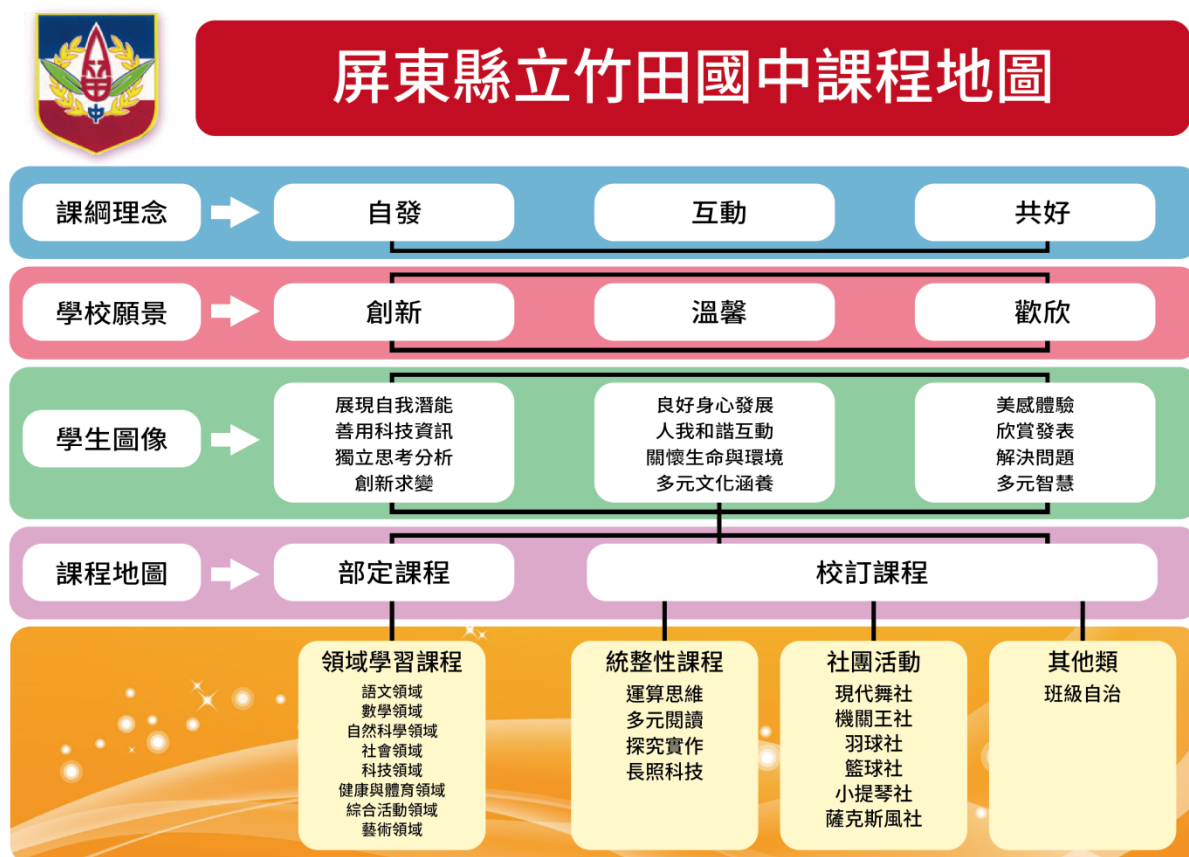 屏東縣立竹田國中課程地圖
中
課綱理念
自發
互動
共好
學校願景
創新
溫馨
歡欣
學生圖像
展現自我潛能
善用科技資訊
獨立思考分析
創新求變
良好身心發展
人我和諧互動
關懷生命與環境
多元文化涵養
美感體驗
欣賞發表
解決問題
多元智慧
課程地圖
部定課程
校訂課程
領域學習課程
語文領域
數學領域
自然科學領域
社會領域
科技領域
健康與體育領域
綜合活動領域
藝術領域
統整性課程
運算思維
多元閱讀
探究實作
長照科技
社團活動
現代舞社
機關王社
羽球社
籃球社
小提琴社
薩克斯風社
其他類
班級自治